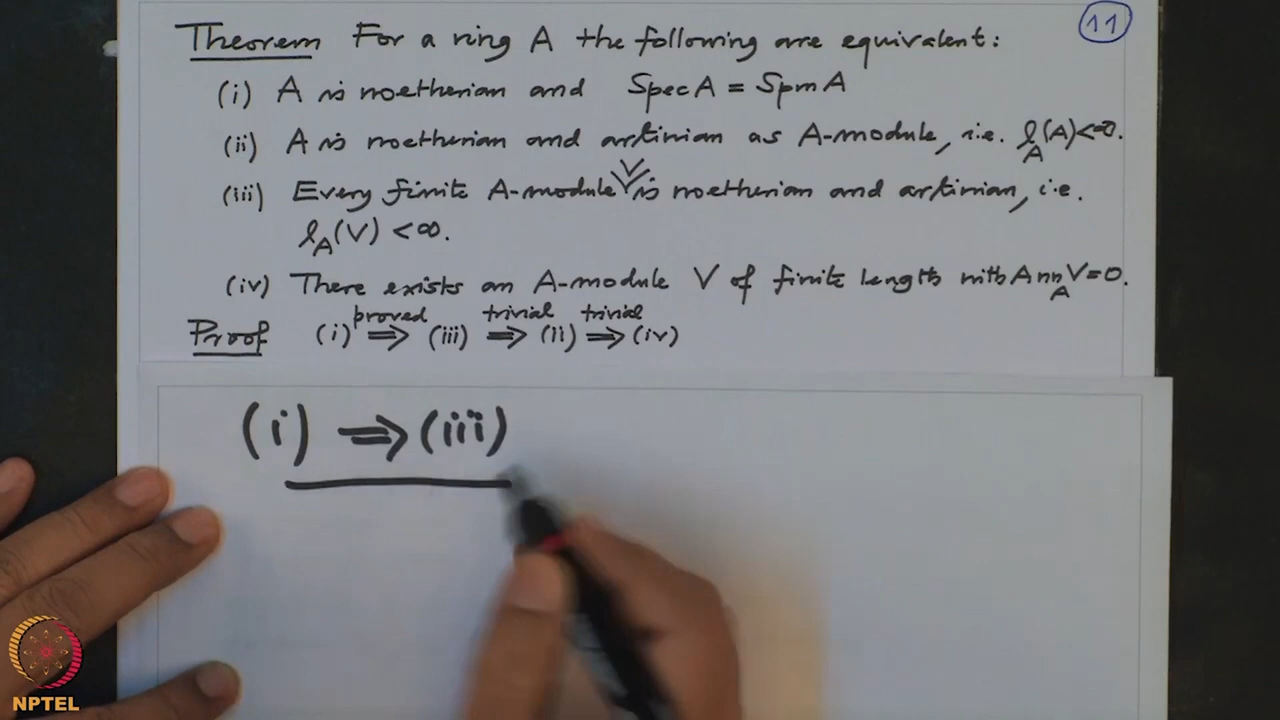 11
Theorem For a ring A the following are equivalent:
(i) A is noetherian and Spec A = Spm A
(ii) A is noetherian and artinian as A-module, i.e. ℓ_A(A) < ∞.
(iii) Every finite A-module V is noetherian and artinian, i.e.
ℓ_A(V) < ∞.
(iv) There exists an A-module V of finite length with Ann_A V = 0.
proved trivial trivial
Proof (i) ⇒ (iii) ⇒ (ii) ⇒ (iv)
(i) ⇒ (iii)
NPTEL